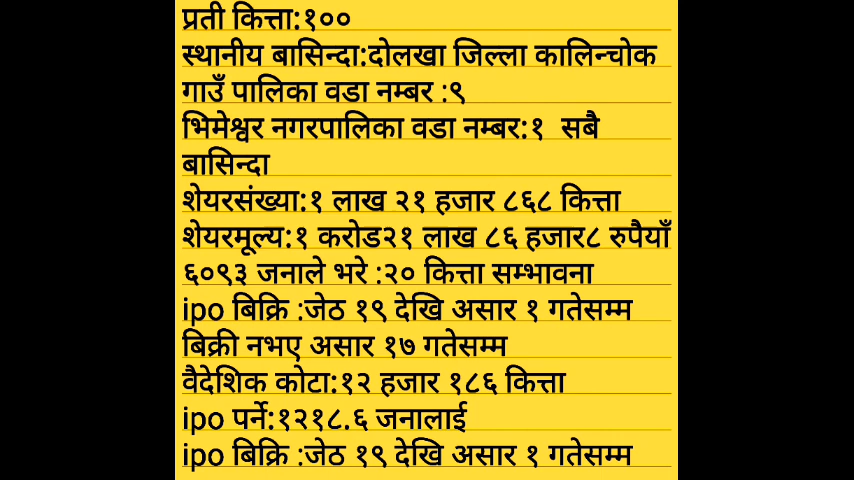 प्रती कित्ता:१००
स्थानीय बासिन्दा:दोलखा जिल्ला कालिन्चोक
गाउँ पालिका वडा नम्बर :९
भिमेश्वर नगरपालिका वडा नम्बर:१ सबै
बासिन्दा
शेयरसंख्या:१ लाख २१ हजार ८६८ कित्ता
शेयरमूल्य:१ करोड२१ लाख ८६ हजार८ रुपैयाँ
६०९३ जनाले भरे :२० कित्ता सम्भावना
ipo बिक्रि :जेठ १९ देखि असार १ गतेसम्म
बिक्री नभए असार १७ गतेसम्म
वैदेशिक कोटा:१२ हजार १८६ कित्ता
ipo पर्ने:१२१८.६ जनालाई
ipo बिक्रि :जेठ १९ देखि असार १ गतेसम्म